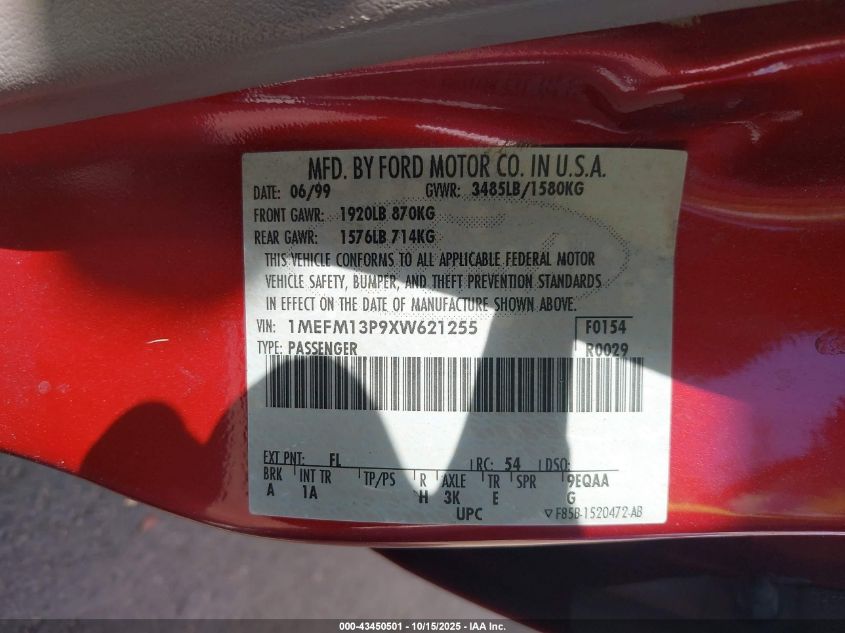 MFD. BY FORD MOTOR CO. IN U.S.A.
DATE: 06/99 GVWR: 3485LB/1580KG
FRONT GAWR: 1920LB 870KG
REAR GAWR: 1576LB 714KG
THIS VEHICLE CONFORMS TO ALL APPLICABLE FEDERAL MOTOR
VEHICLE SAFETY, BUMPER, AND THEFT PREVENTION STANDARDS
IN EFFECT ON THE DATE OF MANUFACTURE SHOWN ABOVE.
VIN: 1MEFM13P9XW621255 F0154
TYPE: PASSENGER R0029
EXT PNT: FL RC: 54 DSO:
BRK INT TR TP/PS R AXLE TR SPR 9EQAA
A 1A H 3K E G
UPC ▽ F85B-1520472-AB
000-43450501 - 10/15/2025 - IAA Inc.